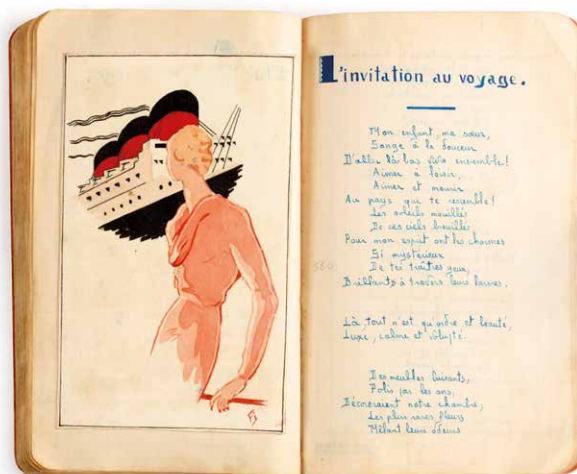 L'invitation au voyage.
Mon enfant, ma sœur,
Songe à la douceur
D'aller là-bas vivre ensemble!
Aimer à loisir,
Aimer et mourir
Au pays qui te ressemble!
Les soleils mouillés
De ces ciels brouillés
Pour mon esprit ont les charmes
Si mystérieux
De tes traîtres yeux,
Brillants à travers leurs larmes.
Là, tout n'est qu'ordre et beauté,
Luxe, calme et volupté.
Des meubles luisants,
Polis par les ans,
Décoreraient notre chambre,
Les plus rares fleurs
Mêlant leurs odeurs